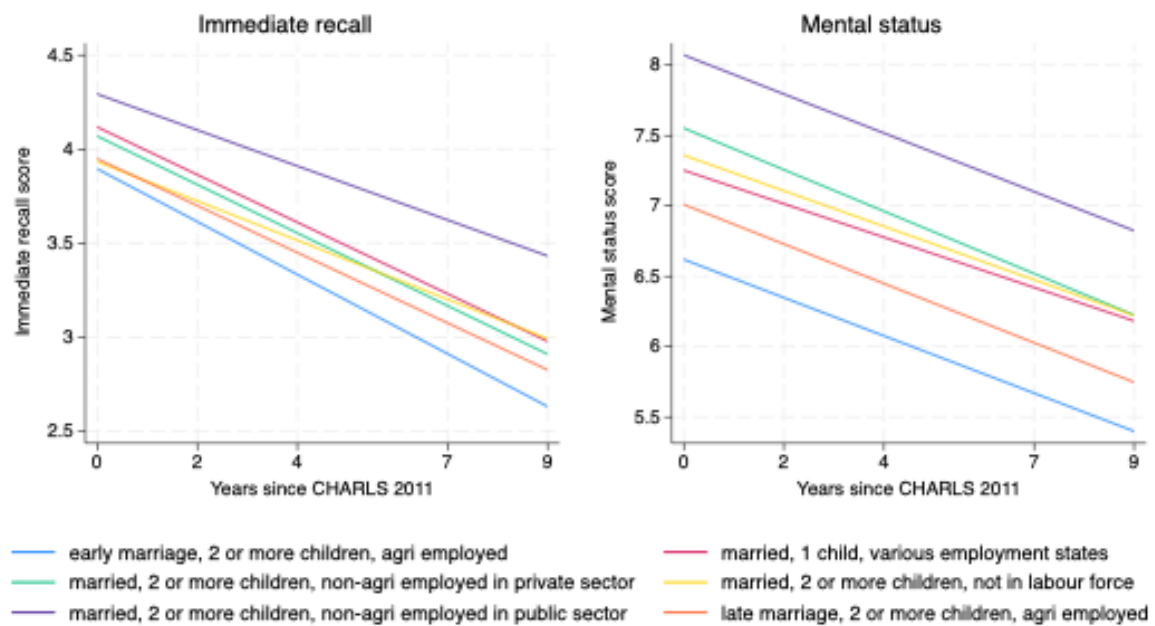 Immediate recall
4.5
4
3.5
3
2.5
Immediate recall score
0 2 4 7 9
Years since CHARLS 2011
Mental status
8
7.5
7
6.5
6
5.5
Mental status score
0 2 4 7 9
Years since CHARLS 2011
early marriage, 2 or more children, agri employed
married, 2 or more children, non-agri employed in private sector
married, 2 or more children, non-agri employed in public sector
married, 1 child, various employment states
married, 2 or more children, not in labour force
late marriage, 2 or more children, agri employed